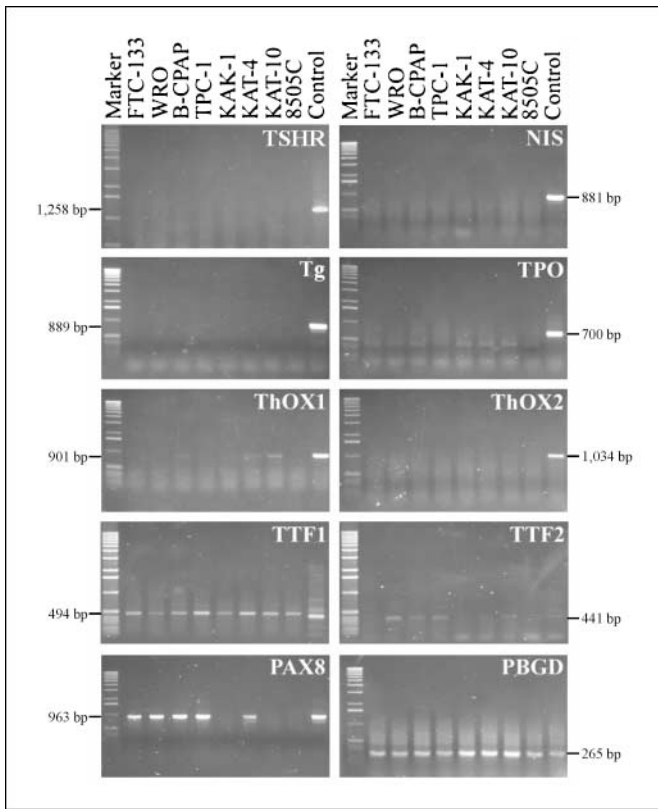 Marker FTC-133 WRO B-CPAP TPC-1 KAK-1 KAT-4 KAT-10 8505C Control
Marker FTC-133 WRO B-CPAP TPC-1 KAK-1 KAT-4 KAT-10 8505C Control
TSHR
1,258 bp
NIS
881 bp
Tg
889 bp
TPO
700 bp
ThOX1
901 bp
ThOX2
1,034 bp
TTF1
494 bp
TTF2
441 bp
PAX8
963 bp
PBGD
265 bp